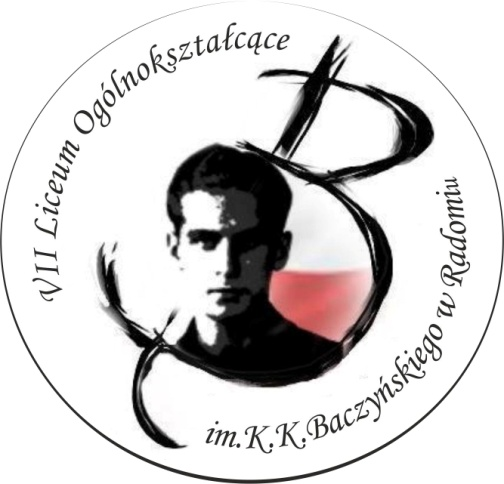 VII Liceum Ogólnokształcące
im.K.K.Baczyńskiego w Radomiu